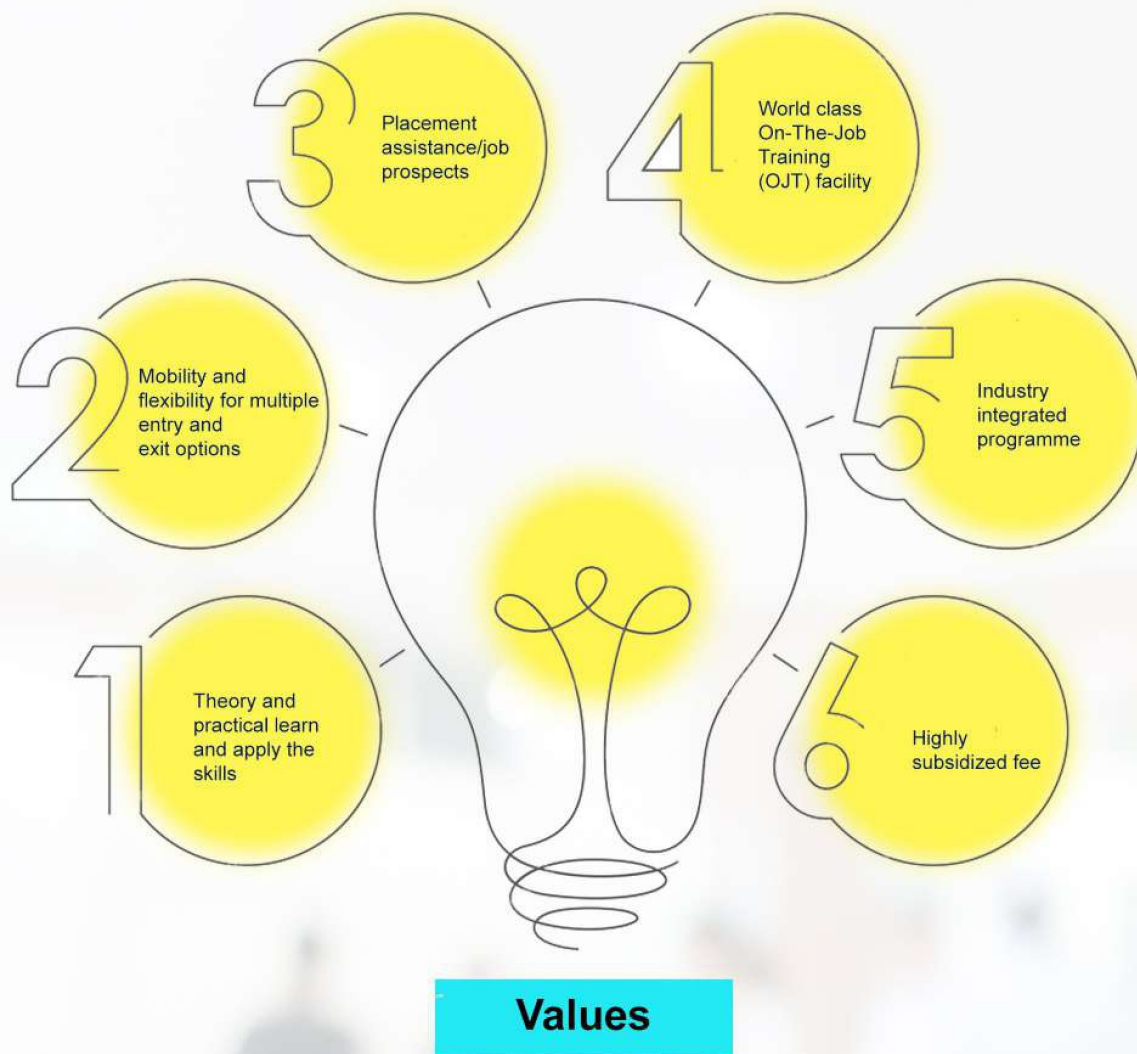 1
Theory and
practical learn
and apply the
skills
2
Mobility and
flexibility for multiple
entry and
exit options
3
Placement
assistance/job
prospects
4
World class
On-The-Job
Training
(OJT) facility
5
Industry
integrated
programme
6
Highly
subsidized fee
Values